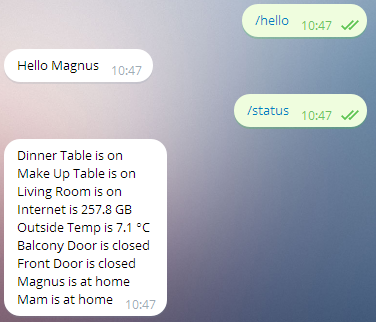 /hello 10:47
Hello Magnus 10:47
/status 10:47
Dinner Table is on
Make Up Table is on
Living Room is on
Internet is 257.8 GB
Outside Temp is 7.1 °C
Balcony Door is closed
Front Door is closed
Magnus is at home
Mam is at home 10:47